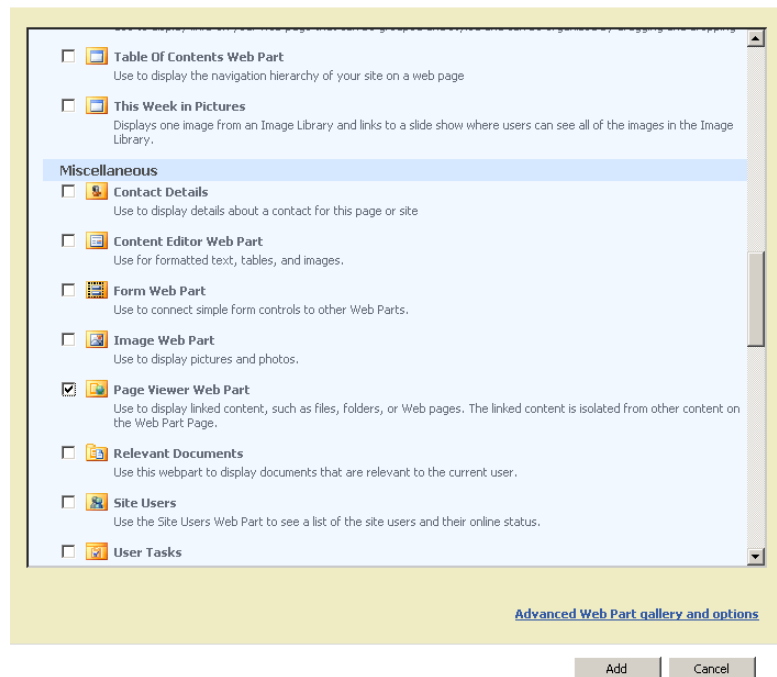 Table Of Contents Web Part
Use to display the navigation hierarchy of your site on a web page
This Week in Pictures
Displays one image from an Image Library and links to a slide show where users can see all of the images in the Image
Library.
Miscellaneous
Contact Details
Use to display details about a contact for this page or site
Content Editor Web Part
Use for formatted text, tables, and images.
Form Web Part
Use to connect simple form controls to other Web Parts.
Image Web Part
Use to display pictures and photos.
Page Viewer Web Part
Use to display linked content, such as files, folders, or Web pages. The linked content is isolated from other content on
the Web Part Page.
Relevant Documents
Use this webpart to display documents that are relevant to the current user.
Site Users
Use the Site Users Web Part to see a list of the site users and their online status.
User Tasks
Advanced Web Part gallery and options
Add Cancel